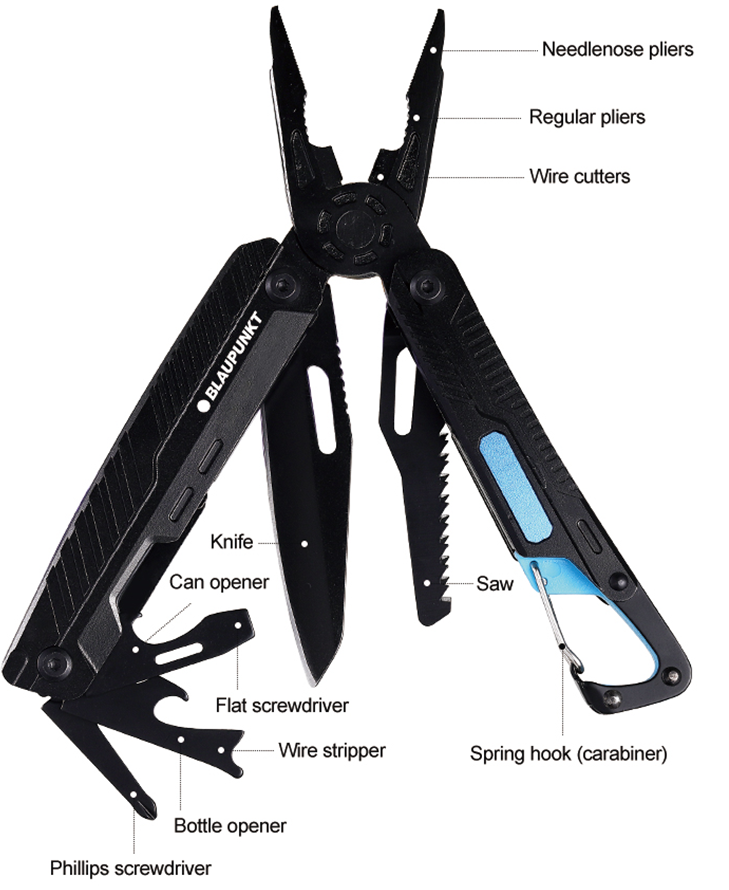 Needlenose pliers
Regular pliers
Wire cutters
BLAUPUNKT
Knife
Can opener
Saw
Flat screwdriver
Wire stripper
Spring hook (carabiner)
Bottle opener
Phillips screwdriver